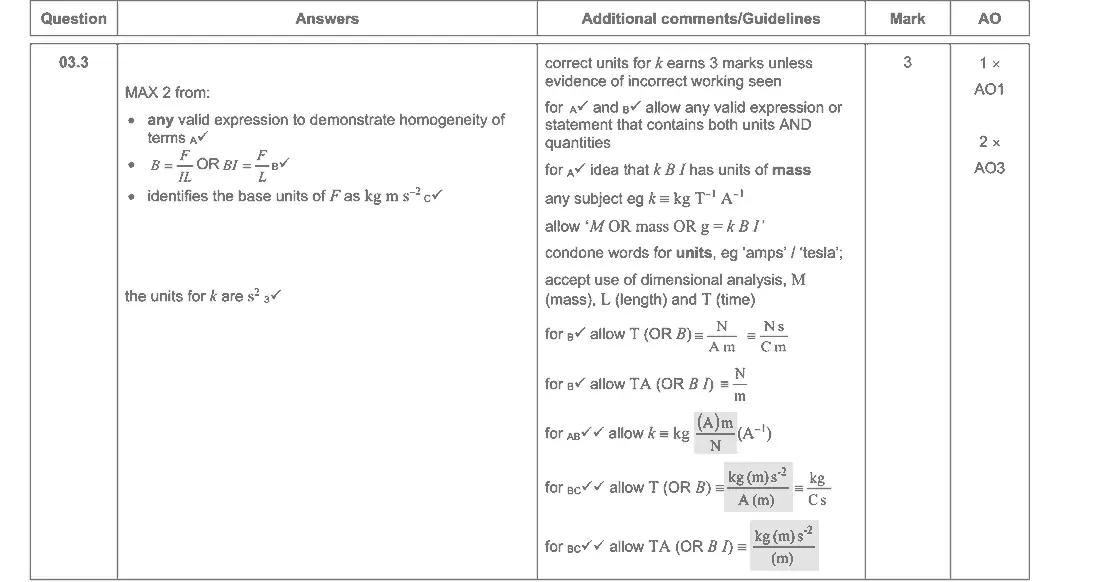 Question Answers Additional comments/Guidelines Mark AO
03.3
MAX 2 from:
• any valid expression to demonstrate homogeneity of
terms A✓
• B = F/IL OR BI = F/L B✓
• identifies the base units of F as kg m s⁻² C✓
the units for k are s² 3✓
correct units for k earns 3 marks unless
evidence of incorrect working seen
for A✓ and B✓ allow any valid expression or
statement that contains both units AND
quantities
for A✓ idea that k B I has units of mass
any subject eg k ≡ kg T⁻¹ A⁻¹
allow ‘M OR mass OR g = k B I’
condone words for units, eg ‘amps’ / ‘tesla’;
accept use of dimensional analysis, M
(mass), L (length) and T (time)
for B✓ allow T (OR B) ≡ N/A m ≡ N s/C m
for B✓ allow TA (OR B I) ≡ N/m
for AB✓✓ allow k ≡ kg (A)m/N (A⁻¹)
for BC✓✓ allow T (OR B) ≡ kg (m) s⁻²/A (m) ≡ kg/C s
for BC✓✓ allow TA (OR B I) ≡ kg (m) s⁻²/(m)
3
1 ×
AO1
2 ×
AO3